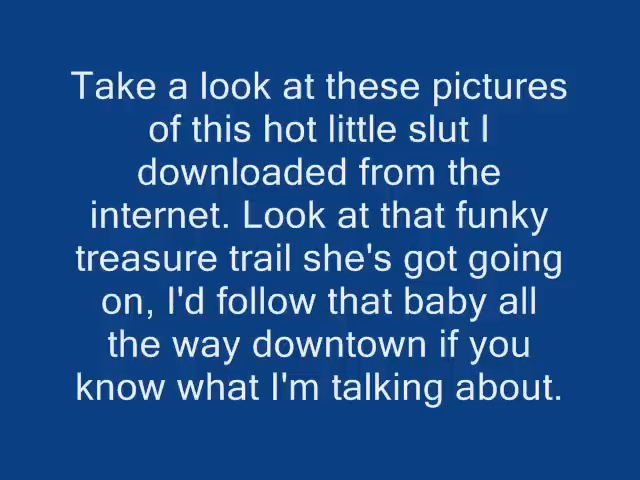 Take a look at these pictures
of this hot little slut I
downloaded from the
internet. Look at that funky
treasure trail she's got going
on, I'd follow that baby all
the way downtown if you
know what I'm talking about.